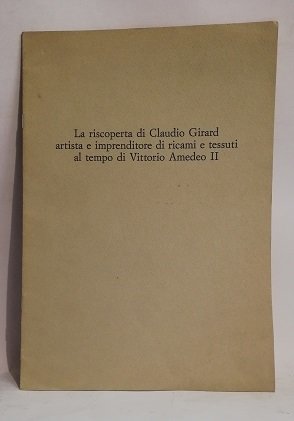 La riscoperta di Claudio Girard
artista e imprenditore di ricami e tessuti
al tempo di Vittorio Amedeo II